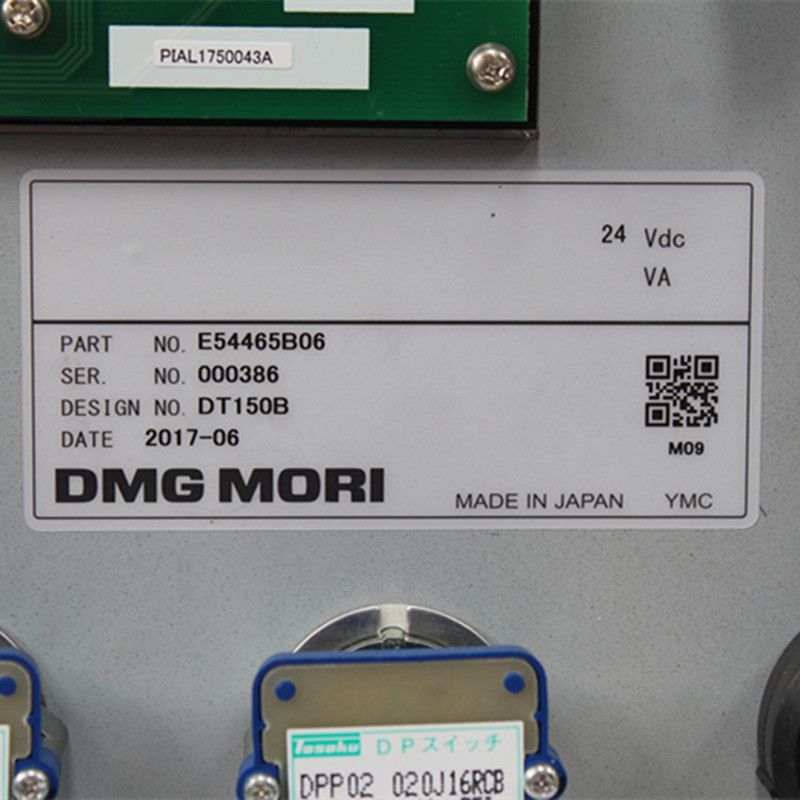 PIAL1750043A
24 Vdc
VA
PART NO. E54465B06
SER. NO. 000386
DESIGN NO. DT150B
DATE 2017-06
M09
DMG MORI
MADE IN JAPAN YMC
Tosoku DPスイッチ
DPP02 020J16RCB